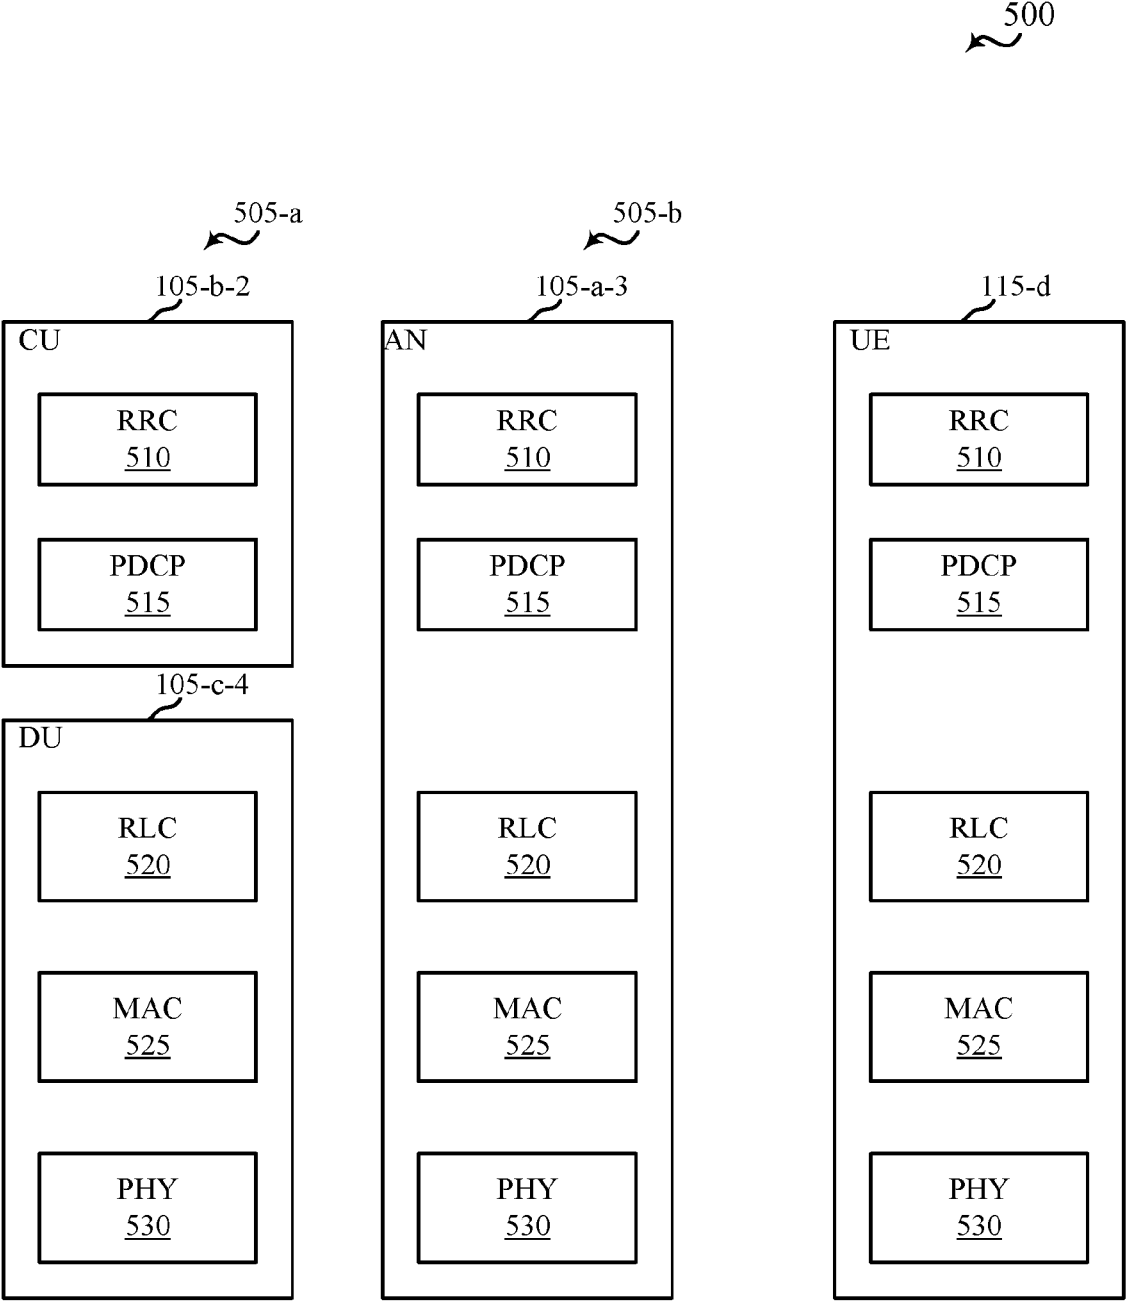 500
505-a
505-b
105-b-2
105-a-3
115-d
CU
AN
UE
RRC
510
RRC
510
RRC
510
PDCP
515
PDCP
515
PDCP
515
105-c-4
DU
RLC
520
RLC
520
RLC
520
MAC
525
MAC
525
MAC
525
PHY
530
PHY
530
PHY
530